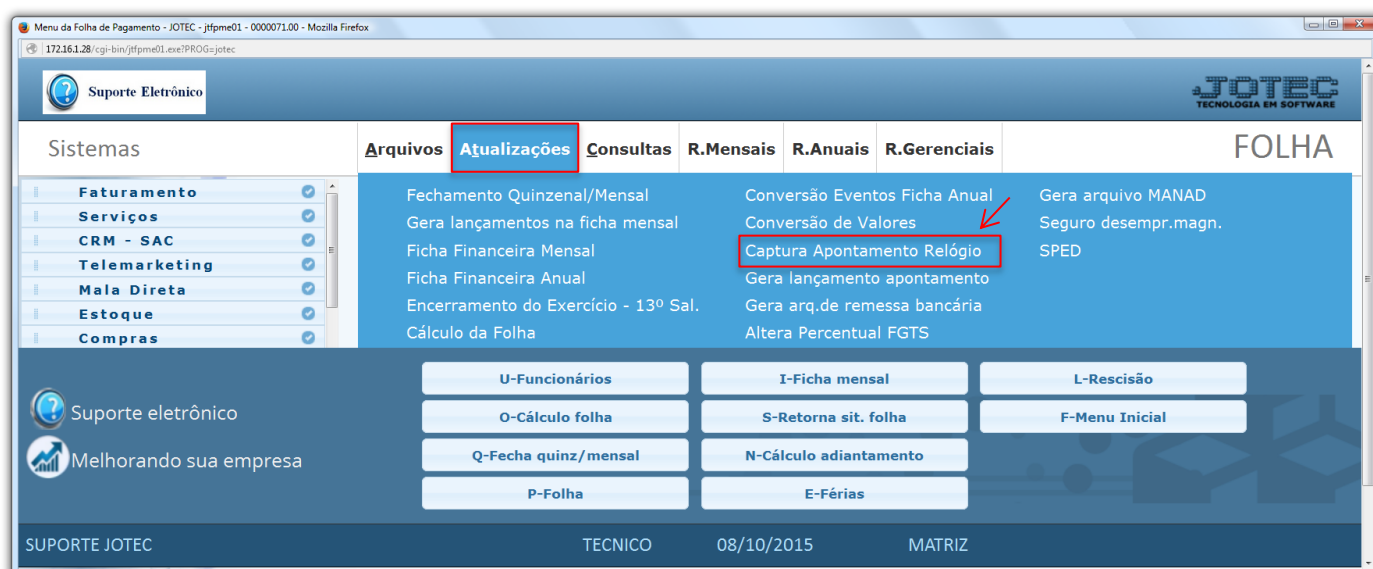 Menu da Folha de Pagamento - JOTEC - jtfpme01 - 0000071.00 - Mozilla Firefox
172.16.1.28/cgi-bin/jtfpme01.exe?PROG=jotec
Suporte Eletrônico
JOTEC
TECNOLOGIA EM SOFTWARE
Sistemas
Arquivos Atualizações Consultas R.Mensais R.Anuais R.Gerenciais
FOLHA
Faturamento
Serviços
CRM - SAC
Telemarketing
Mala Direta
Estoque
Compras
Fechamento Quinzenal/Mensal
Gera lançamentos na ficha mensal
Ficha Financeira Mensal
Ficha Financeira Anual
Encerramento do Exercício - 13º Sal.
Cálculo da Folha
Conversão Eventos Ficha Anual
Conversão de Valores
Captura Apontamento Relógio
Gera lançamento apontamento
Gera arq.de remessa bancária
Altera Percentual FGTS
Gera arquivo MANAD
Seguro desempr.magn.
SPED
Suporte eletrônico
Melhorando sua empresa
U-Funcionários I-Ficha mensal L-Rescisão
O-Cálculo folha S-Retorna sit. folha F-Menu Inicial
Q-Fecha quinz/mensal N-Cálculo adiantamento
P-Folha E-Férias
SUPORTE JOTEC TECNICO 08/10/2015 MATRIZ